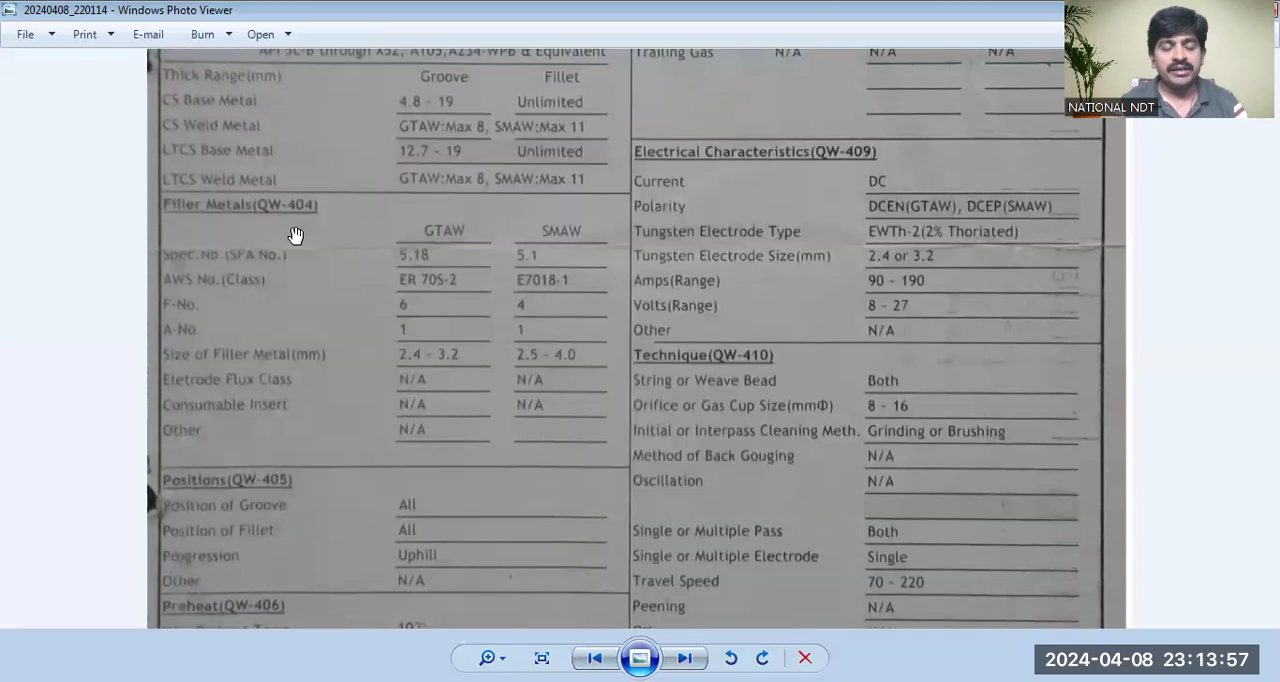 20240408_220114 - Windows Photo Viewer
File Print E-mail Burn Open
NATIONAL NDT
API 5L-B through X52, A105,A234-WPB & Equivalent
Thick Range(mm) Groove Fillet
CS Base Metal 4.8 - 19 Unlimited
CS Weld Metal GTAW:Max 8, SMAW:Max 11
LTCS Base Metal 12.7 - 19 Unlimited
LTCS Weld Metal GTAW:Max 8, SMAW:Max 11
Filler Metals(QW-404)
GTAW SMAW
Spec.No.(SFA No.) 5.18 5.1
AWS No.(Class) ER 70S-2 E7018-1
F-No. 6 4
A-No. 1 1
Size of Filler Metal(mm) 2.4 - 3.2 2.5 - 4.0
Eletrode Flux Class N/A N/A
Consumable Insert N/A N/A
Other N/A
Positions(QW-405)
Position of Groove All
Position of Fillet All
Progression Uphill
Other N/A
Preheat(QW-406)
Trailing Gas N/A N/A N/A
Electrical Characteristics(QW-409)
Current DC
Polarity DCEN(GTAW), DCEP(SMAW)
Tungsten Electrode Type EWTh-2(2% Thoriated)
Tungsten Electrode Size(mm) 2.4 or 3.2
Amps(Range) 90 - 190
Volts(Range) 8 - 27
Other N/A
Technique(QW-410)
String or Weave Bead Both
Orifice or Gas Cup Size(mmΦ) 8 - 16
Initial or Interpass Cleaning Meth. Grinding or Brushing
Method of Back Gouging N/A
Oscillation N/A
Single or Multiple Pass Both
Single or Multiple Electrode Single
Travel Speed 70 - 220
Peening N/A
2024-04-08 23:13:57